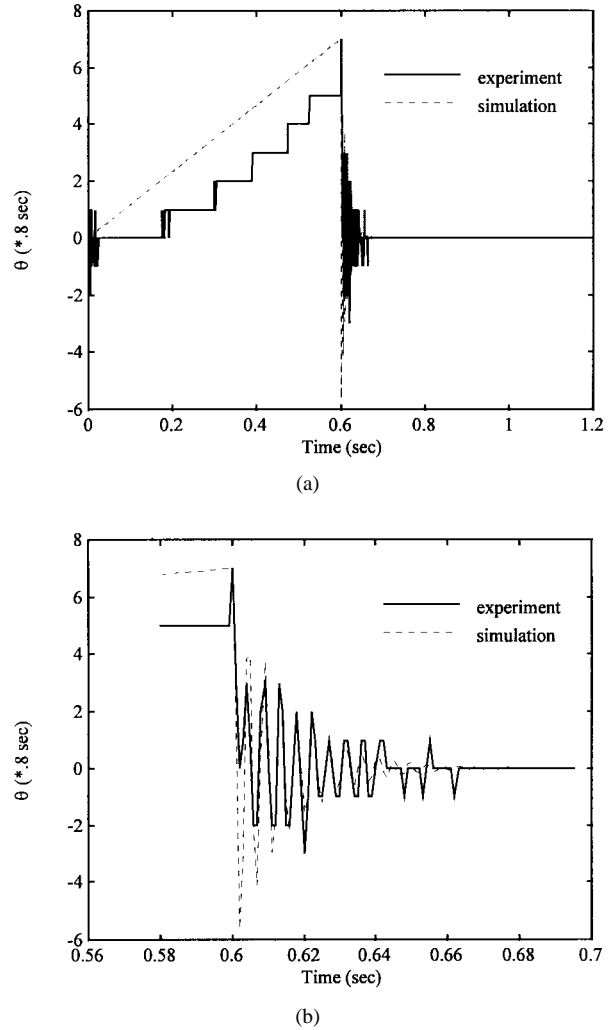 8
6
4
2
0
-2
-4
-6
θ (*.8 sec)
experiment
simulation
0 0.2 0.4 0.6 0.8 1 1.2
Time (sec)
(a)
8
6
4
2
0
-2
-4
-6
θ (*.8 sec)
experiment
simulation
0.56 0.58 0.6 0.62 0.64 0.66 0.68 0.7
Time (sec)
(b)